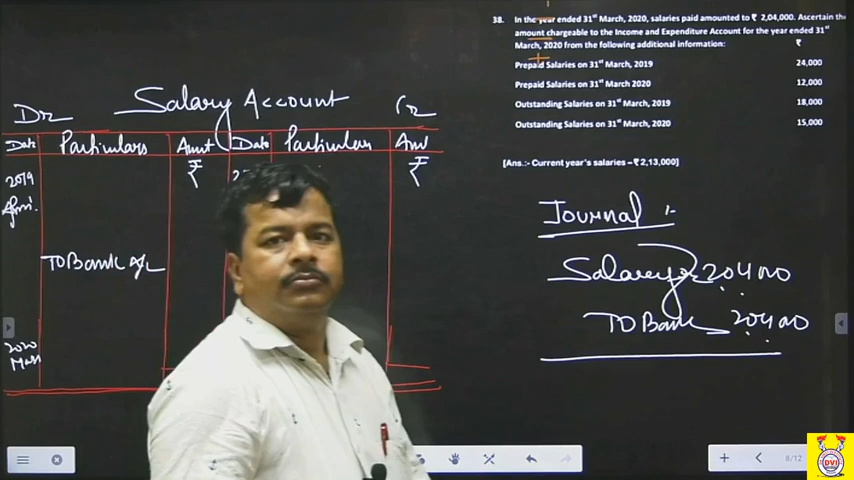 38. In the year ended 31st March, 2020, salaries paid amounted to ₹ 2,04,000. Ascertain the
amount chargeable to the Income and Expenditure Account for the year ended 31st
March, 2020 from the following additional information: ₹
Prepaid Salaries on 31st March, 2019 24,000
Prepaid Salaries on 31st March 2020 12,000
Outstanding Salaries on 31st March, 2019 18,000
Outstanding Salaries on 31st March, 2020 15,000
[Ans.:- Current year's salaries – ₹ 2,13,000]
Dr Salary Account Cr
Date Particulars Amt Date Particulars Amt
₹ ₹
2019
April
TO Bank A/c
2020
Mar
Journal :-
Salary 20400
TO Bank 20400
8/12
DVJ